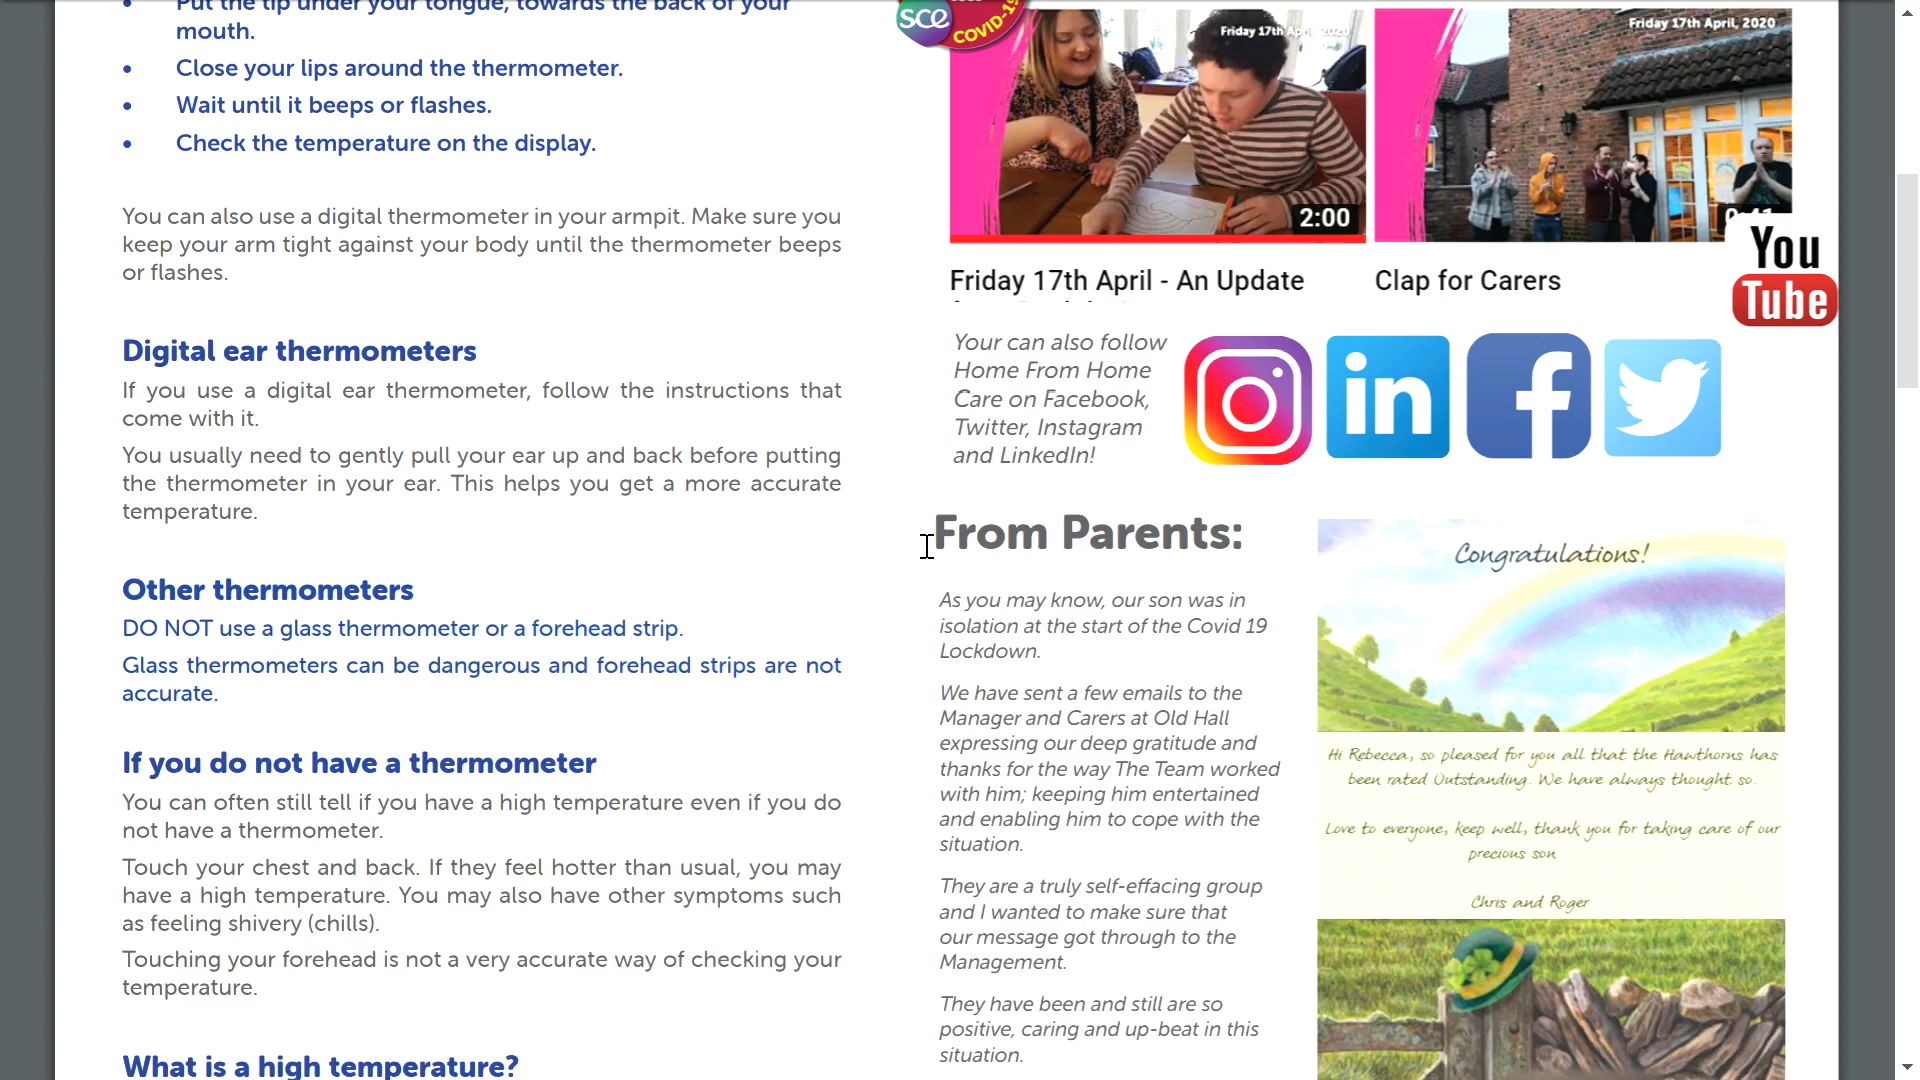 Put the tip under your tongue, towards the back of your
mouth.
• Close your lips around the thermometer.
• Wait until it beeps or flashes.
• Check the temperature on the display.
You can also use a digital thermometer in your armpit. Make sure you
keep your arm tight against your body until the thermometer beeps
or flashes.
Digital ear thermometers
If you use a digital ear thermometer, follow the instructions that
come with it.
You usually need to gently pull your ear up and back before putting
the thermometer in your ear. This helps you get a more accurate
temperature.
Other thermometers
DO NOT use a glass thermometer or a forehead strip.
Glass thermometers can be dangerous and forehead strips are not
accurate.
If you do not have a thermometer
You can often still tell if you have a high temperature even if you do
not have a thermometer.
Touch your chest and back. If they feel hotter than usual, you may
have a high temperature. You may also have other symptoms such
as feeling shivery (chills).
Touching your forehead is not a very accurate way of checking your
temperature.
What is a high temperature?
sce
COVID-19
Friday 17th April, 2020
2:00
Friday 17th April, 2020
Friday 17th April - An Update
Clap for Carers
You
Tube
Your can also follow
Home From Home
Care on Facebook,
Twitter, Instagram
and LinkedIn!
in
f
From Parents:
As you may know, our son was in
isolation at the start of the Covid 19
Lockdown.
We have sent a few emails to the
Manager and Carers at Old Hall
expressing our deep gratitude and
thanks for the way The Team worked
with him; keeping him entertained
and enabling him to cope with the
situation.
They are a truly self-effacing group
and I wanted to make sure that
our message got through to the
Management.
They have been and still are so
positive, caring and up-beat in this
situation.
Congratulations!
Hi Rebecca, so pleased for you all that the Hawthorns has
been rated Outstanding. We have always thought so.
Love to everyone, keep well, thank you for taking care of our
precious son
Chris and Roger